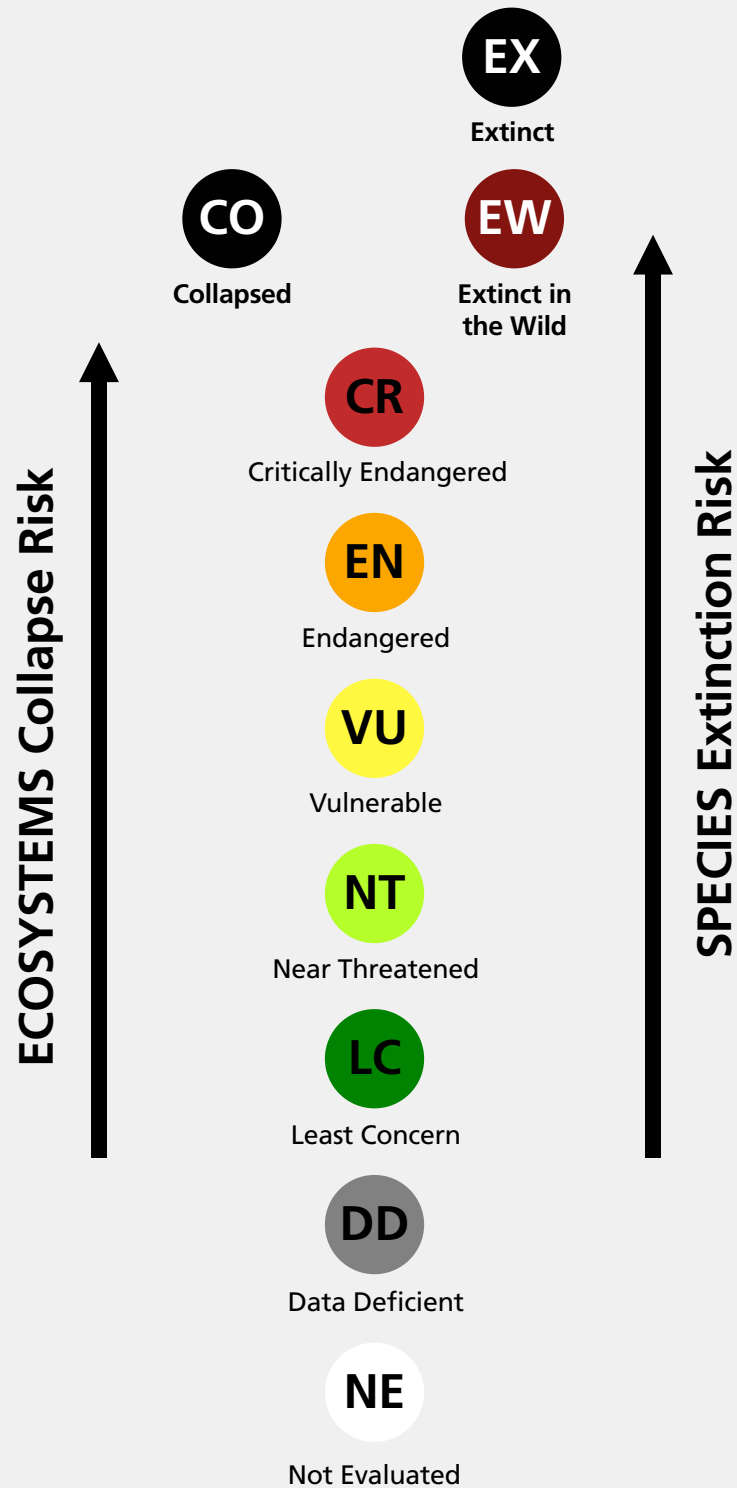 EX
Extinct
CO
Collapsed
EW
Extinct in
the Wild
CR
Critically Endangered
EN
Endangered
VU
Vulnerable
NT
Near Threatened
LC
Least Concern
DD
Data Deficient
NE
Not Evaluated
ECOSYSTEMS Collapse Risk
SPECIES Extinction Risk